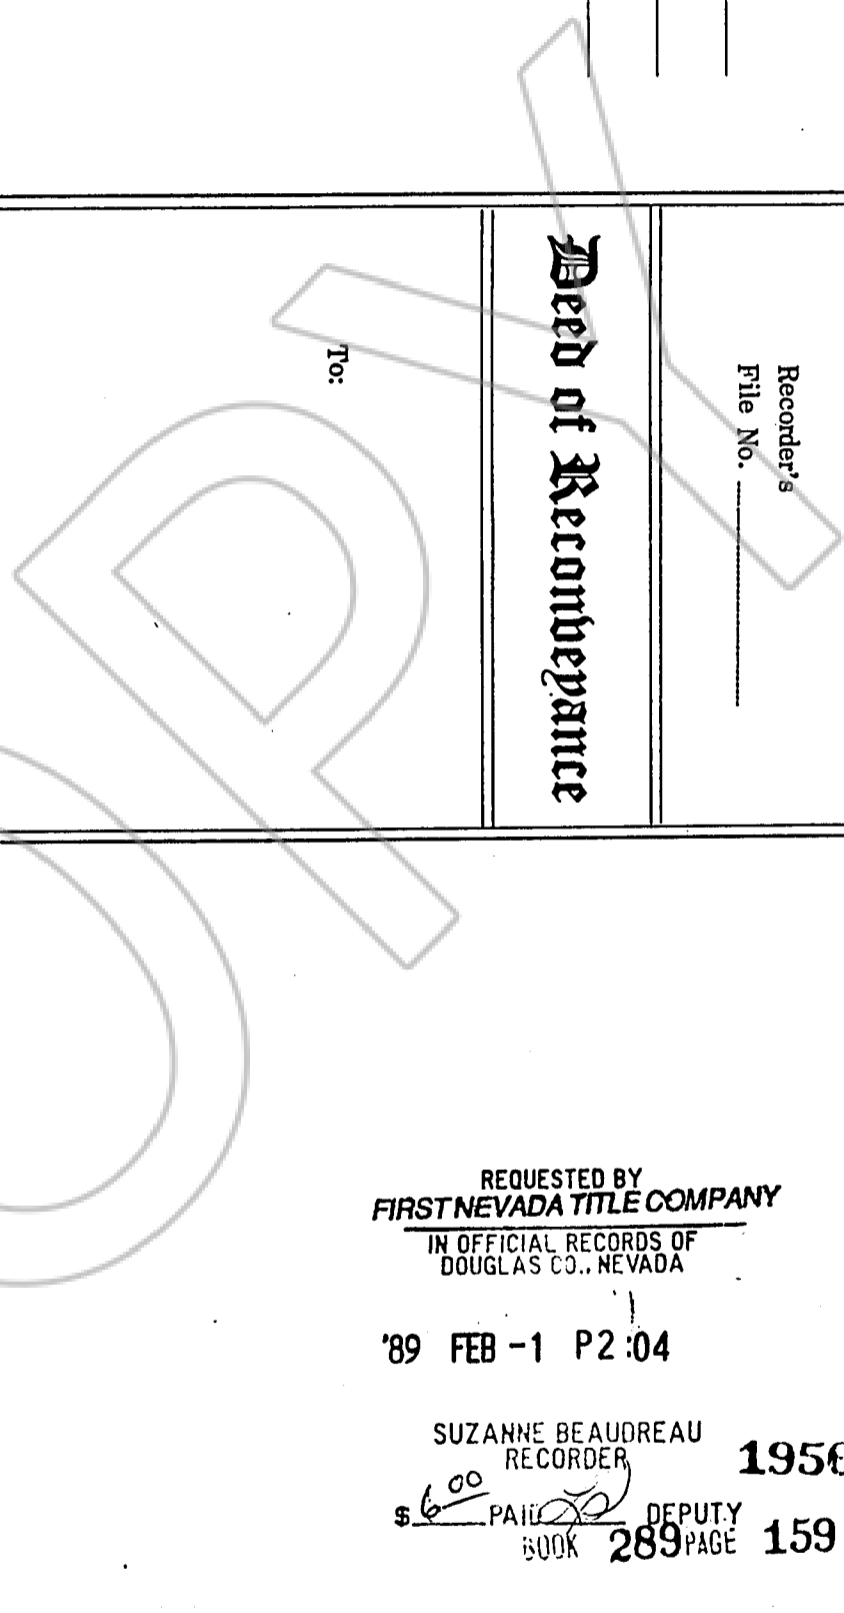 Recorder's
File No.
Deed of Reconveyance
To:
COPY
REQUESTED BY
FIRST NEVADA TITLE COMPANY
IN OFFICIAL RECORDS OF
DOUGLAS CO., NEVADA
'89 FEB -1 P2:04
SUZANNE BEAUDREAU
RECORDER
$ 6 00 PAID DEPUTY
BOOK 289 PAGE 159